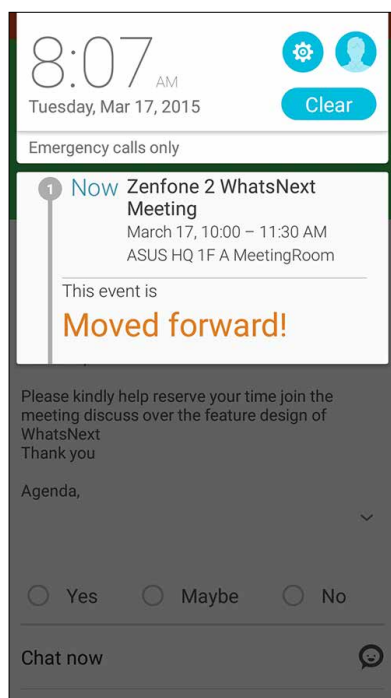 8:07 AM
Tuesday, Mar 17, 2015
Clear
Emergency calls only
1 Now Zenfone 2 WhatsNext
Meeting
March 17, 10:00 – 11:30 AM
ASUS HQ 1F A MeetingRoom
This event is
Moved forward!
Please kindly help reserve your time join the
meeting discuss over the feature design of
WhatsNext
Thank you
Agenda,
Yes
Maybe
No
Chat now